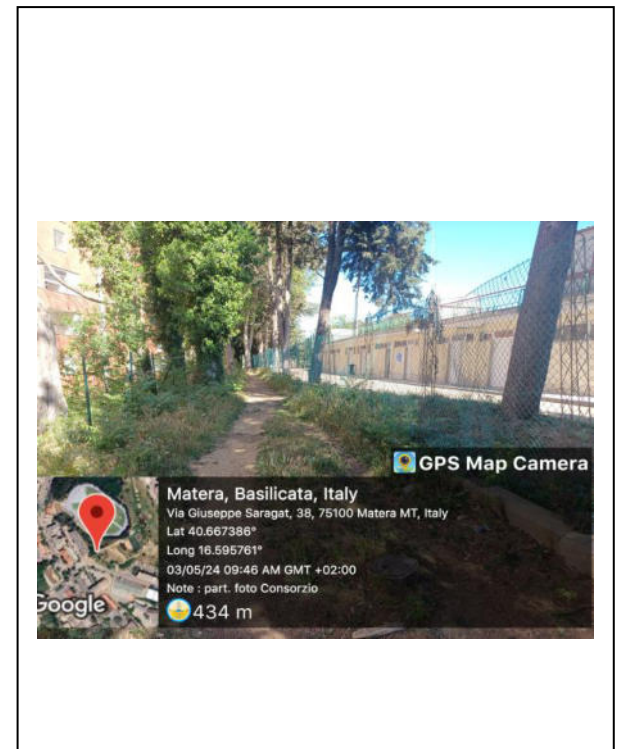 GPS Map Camera
Matera, Basilicata, Italy
Via Giuseppe Saragat, 38, 75100 Matera MT, Italy
Lat 40.667386°
Long 16.595761°
03/05/24 09:46 AM GMT +02:00
Note : part. foto Consorzio
434 m
Google